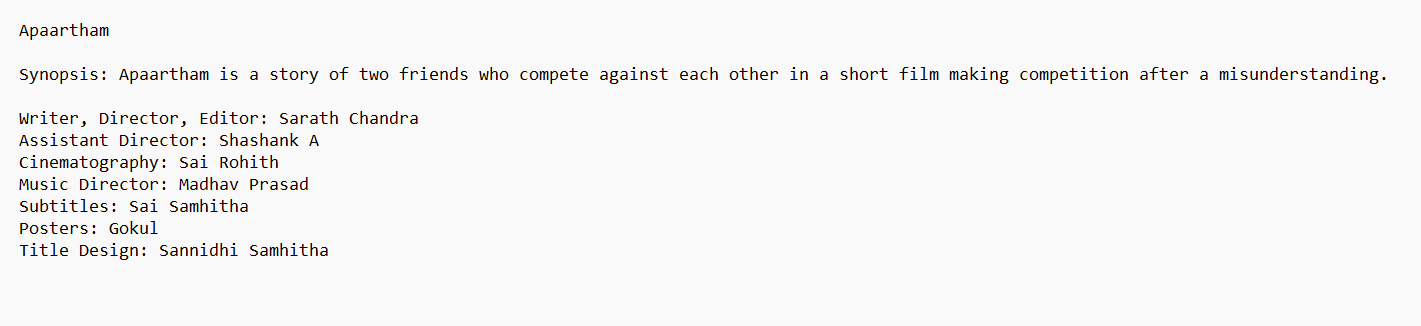 Apaartham
Synopsis: Apaartham is a story of two friends who compete against each other in a short film making competition after a misunderstanding.
Writer, Director, Editor: Sarath Chandra
Assistant Director: Shashank A
Cinematography: Sai Rohith
Music Director: Madhav Prasad
Subtitles: Sai Samhitha
Posters: Gokul
Title Design: Sannidhi Samhitha